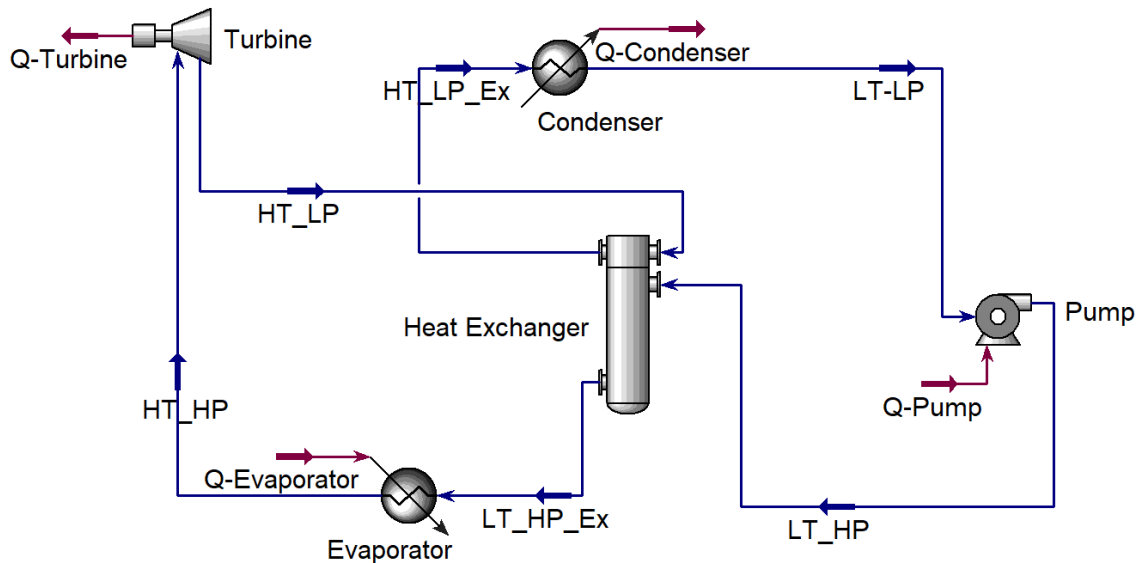 Turbine
Q-Turbine
Q-Condenser
HT_LP_Ex
LT-LP
Condenser
HT_LP
Heat Exchanger
Pump
HT_HP
Q-Pump
Q-Evaporator
LT_HP_Ex
LT_HP
Evaporator